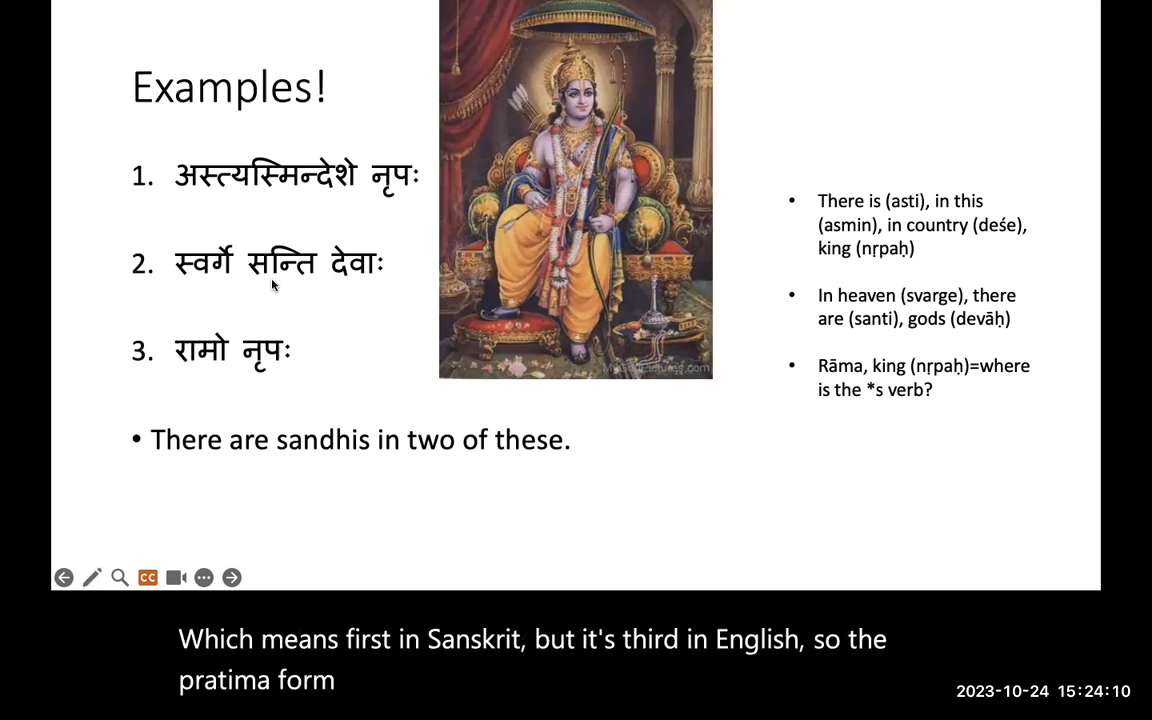 Examples!
1. अस्त्यस्मिन्देशे नृपः
2. स्वर्गे सन्ति देवाः
3. रामो नृपः
• There are sandhis in two of these.
• There is (asti), in this
(asmin), in country (deśe),
king (nṛpaḥ)
• In heaven (svarge), there
are (santi), gods (devāḥ)
• Rāma, king (nṛpaḥ)=where
is the *s verb?
CC
Which means first in Sanskrit, but it's third in English, so the
pratima form
2023-10-24 15:24:10